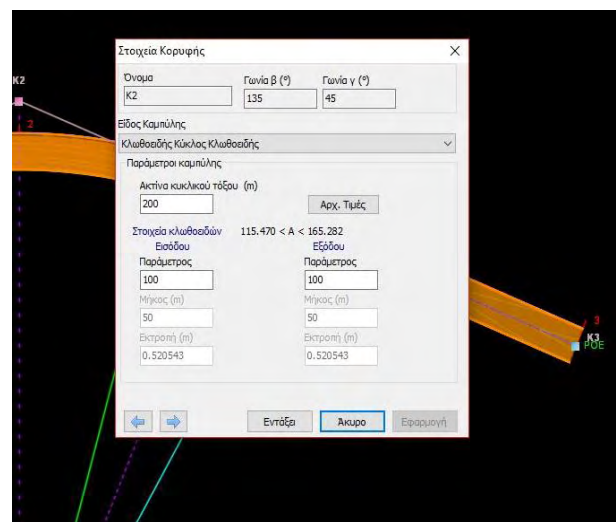 Στοιχεία Κορυφής
Όνομα Γωνία β (°) Γωνία γ (°)
K2 135 45
Είδος Καμπύλης
Κλωθοειδής Κύκλος Κλωθοειδής
Παράμετροι καμπύλης
Ακτίνα κυκλικού τόξου (m)
200 Αρχ. Τιμές
Στοιχεία κλωθοειδών 115.470 < A < 165.282
Εισόδου Εξόδου
Παράμετρος Παράμετρος
100 100
Μήκος (m) Μήκος (m)
50 50
Εκτροπή (m) Εκτροπή (m)
0.520543 0.520543
Εντάξει Άκυρο Εφαρμογή
K2
2
3
K3
POE